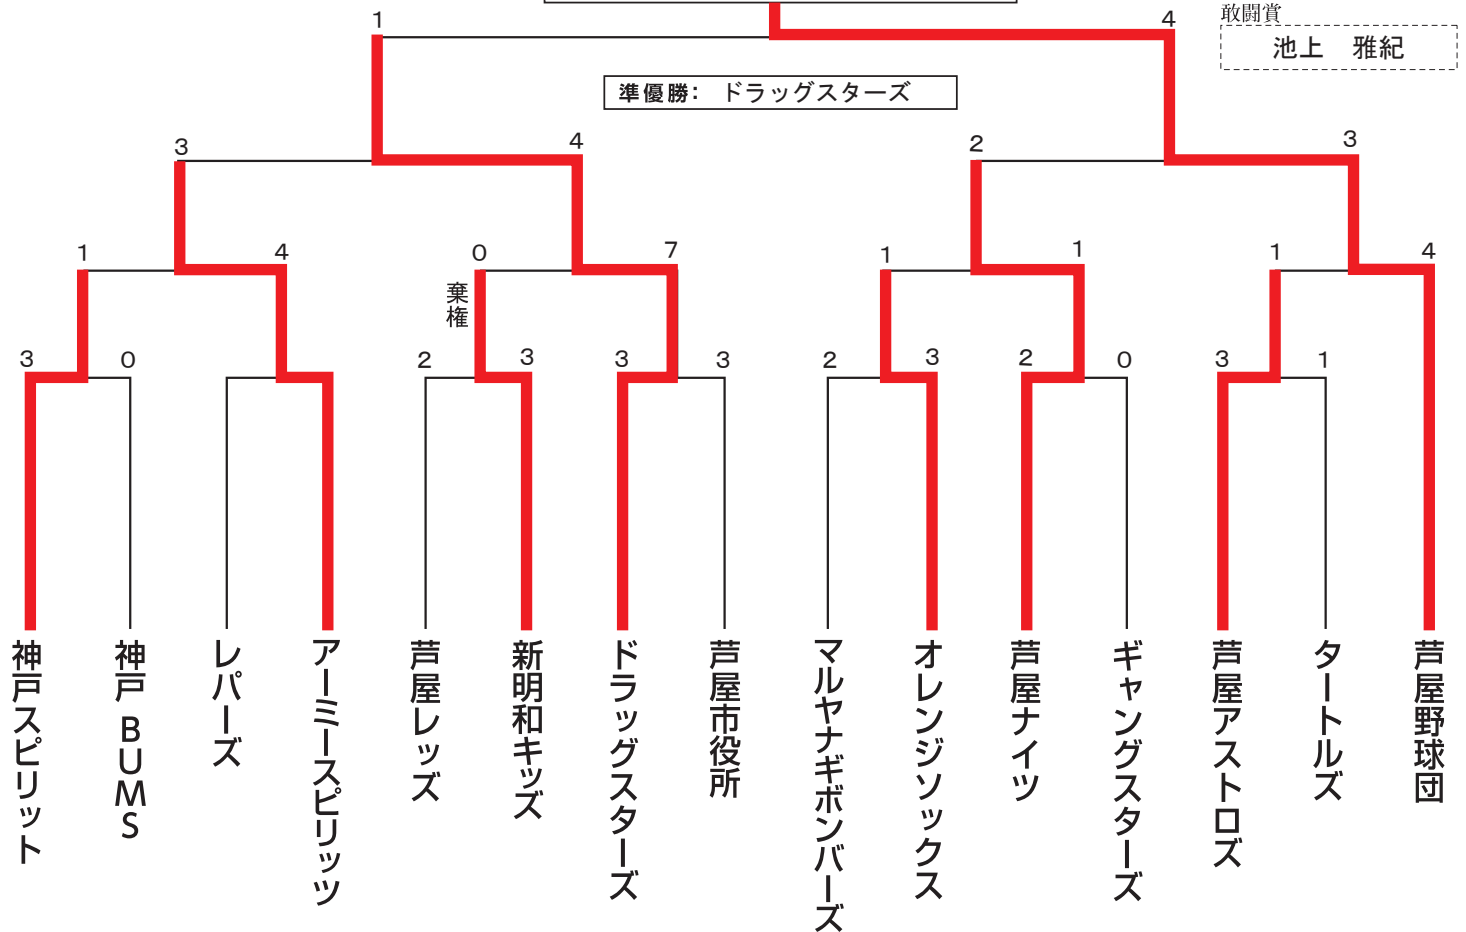 敢闘賞
1
4
池上　雅紀
準優勝：　ドラッグスターズ
3
4
2
3
1
4
0
7
1
1
1
4
棄権
3
0
2
3
3
3
2
3
2
0
3
1
神戸スピリット
神戸 BUMS
レパーズ
アーミースピリッツ
芦屋レッズ
新明和キッズ
ドラッグスターズ
芦屋市役所
マルヤナギボンバーズ
オレンジソックス
芦屋ナイツ
ギャングスターズ
芦屋アストロズ
タートルズ
芦屋野球団